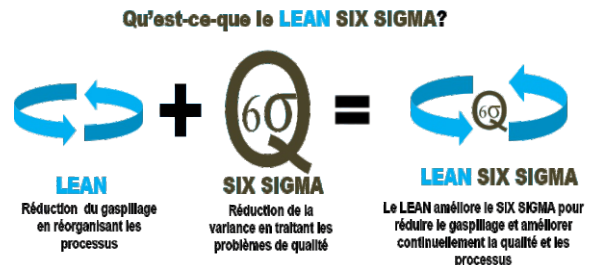 Qu'est-ce-que le LEAN SIX SIGMA?
+
6σ
=
6σ
LEAN
Réduction du gaspillage
en réorganisant les
processus
SIX SIGMA
Réduction de la
variance en traitant les
problèmes de qualité
LEAN SIX SIGMA
Le LEAN améliore le SIX SIGMA pour
réduire le gaspillage et améliorer
continuellement la qualité et les
processus